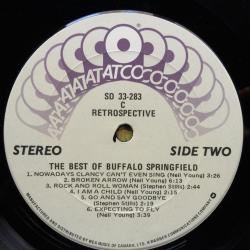 ATATATATATCO
SD 33-283
C
RETROSPECTIVE
STEREO
SIDE TWO
THE BEST OF BUFFALO SPRINGFIELD
1. NOWADAYS CLANCY CAN'T EVEN SING (Neil Young) 3:26
2. BROKEN ARROW (Neil Young) 6:13
3. ROCK AND ROLL WOMAN (Stephen Stills) 2:44
4. I AM A CHILD (Neil Young) 2:15
5. GO AND SAY GOODBYE
(Stephen Stills) 2:19
6. EXPECTING TO FLY
(Neil Young) 3:39